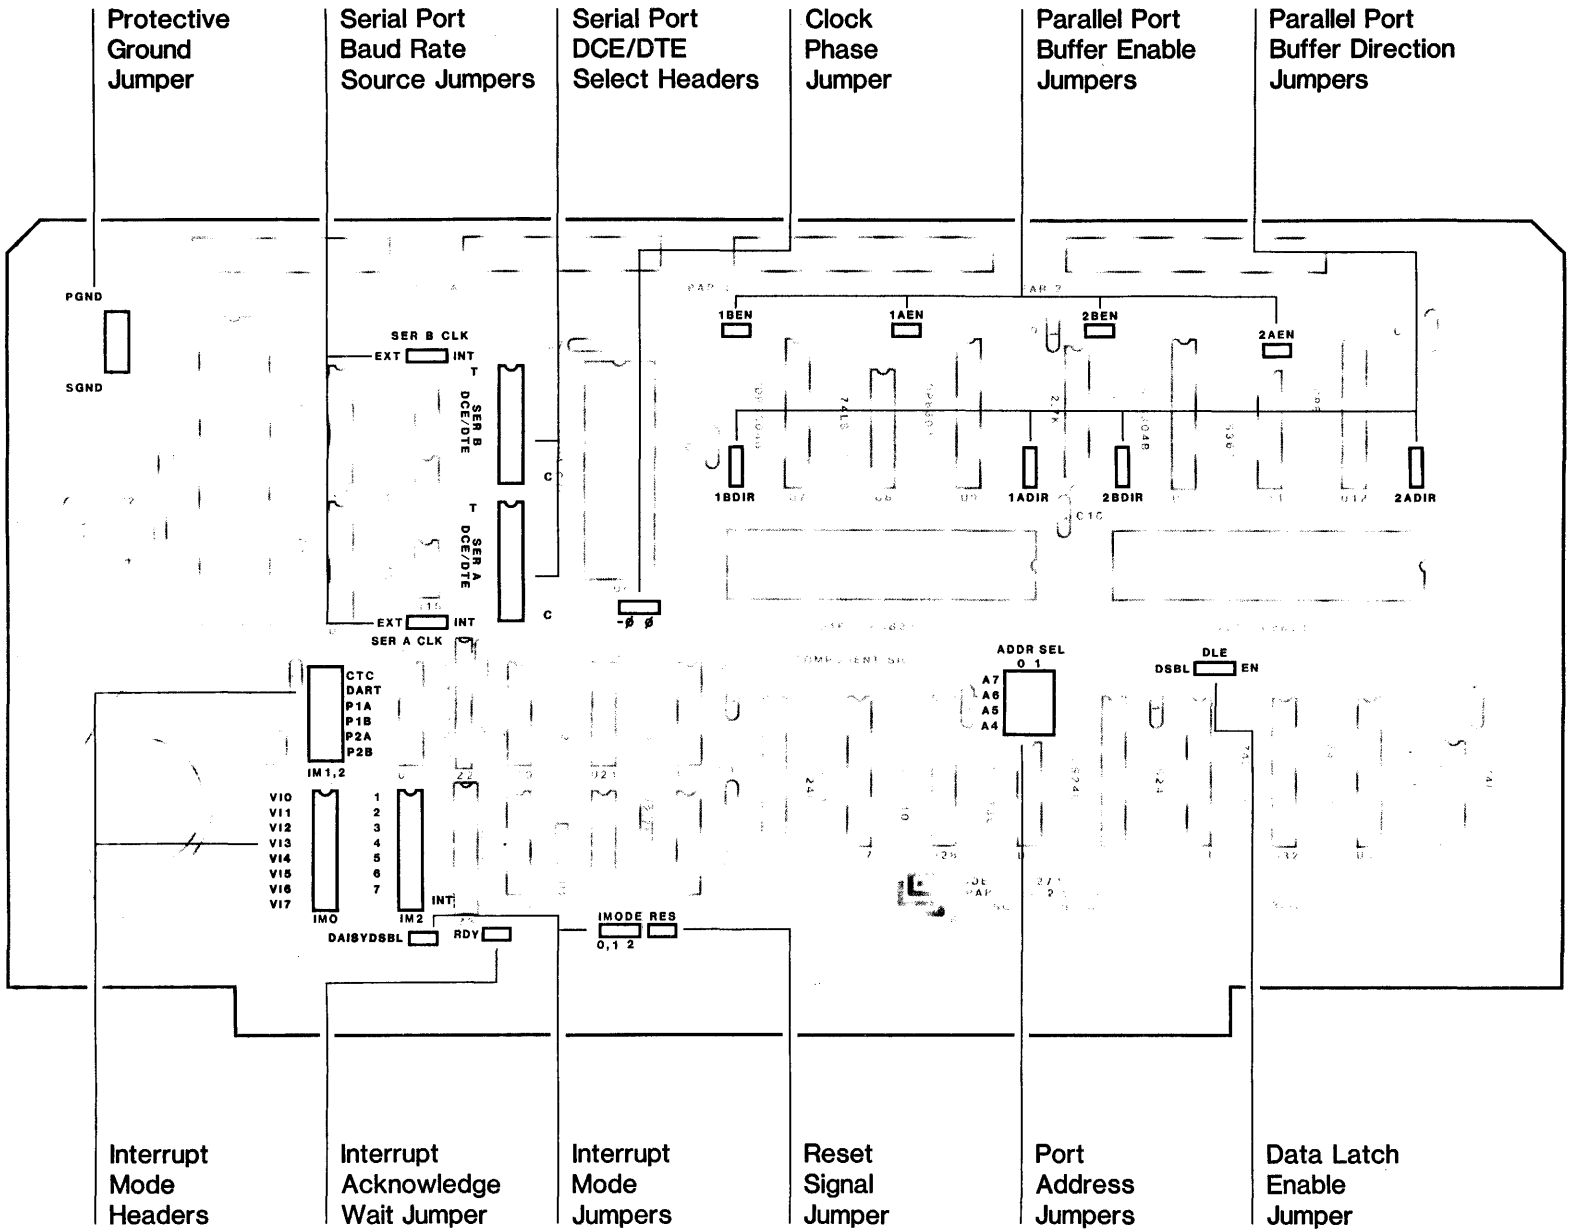 Protective
Ground
Jumper
Serial Port
Baud Rate
Source Jumpers
Serial Port
DCE/DTE
Select Headers
Clock
Phase
Jumper
Parallel Port
Buffer Enable
Jumpers
Parallel Port
Buffer Direction
Jumpers
PGND
SGND
SER B CLK
EXT INT
T
SER B
DCE/DTE
C
T
SER A
DCE/DTE
C
EXT INT
SER A CLK
-Ø Ø
1BEN
1AEN
2BEN
2AEN
1BDIR
1ADIR
2BDIR
2ADIR
U12
C1C
ADDR SEL
0 1
A7
A6
A5
A4
DLE
DSBL EN
CTC
DART
P1A
P1B
P2A
P2B
IM1,2
VI0
VI1
VI2
VI3
VI4
VI5
VI6
VI7
IM0
1
2
3
4
5
6
7
IM2
INT
DAISYDSBL
RDY
IMODE RES
0,1 2
22
Interrupt
Mode
Headers
Interrupt
Acknowledge
Wait Jumper
Interrupt
Mode
Jumpers
Reset
Signal
Jumper
Port
Address
Jumpers
Data Latch
Enable
Jumper